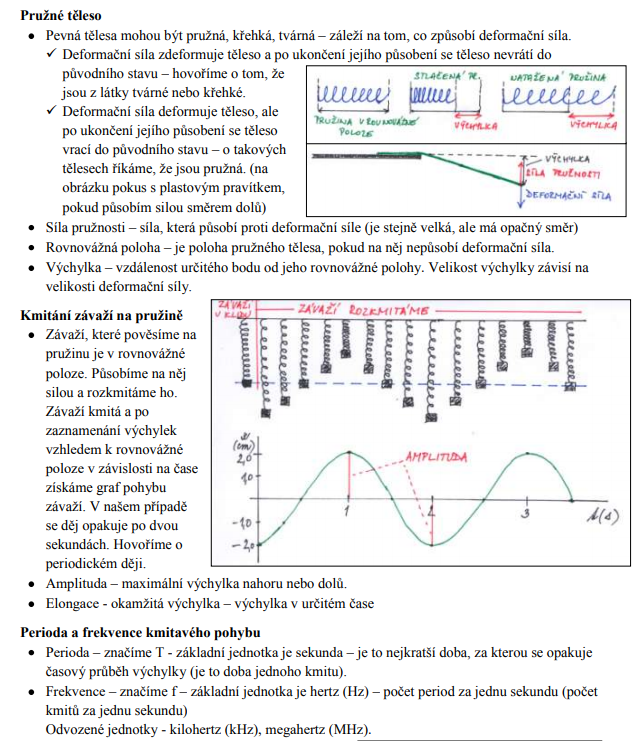 Pružné těleso
• Pevná tělesa mohou být pružná, křehká, tvárná – záleží na tom, co způsobí deformační síla.
✓ Deformační síla zdeformuje těleso a po ukončení jejího působení se těleso nevrátí do
původního stavu – hovoříme o tom, že
jsou z látky tvárné nebo křehké.
✓ Deformační síla deformuje těleso, ale
po ukončení jejího působení se těleso
vrací do původního stavu – o takových
tělesech říkáme, že jsou pružná. (na
obrázku pokus s plastovým pravítkem,
pokud působím silou směrem dolů)
STLAČENÁ PR.
NATAŽENÁ PRUŽINA
PRUŽINA V ROVNOVÁŽNÉ
POLOZE
VÝCHYLKA
VÝCHYLKA
VÝCHYLKA
SÍLA PRUŽNOSTI
DEFORMAČNÍ SÍLA
• Síla pružnosti – síla, která působí proti deformační síle (je stejně velká, ale má opačný směr)
• Rovnovážná poloha – je poloha pružného tělesa, pokud na něj nepůsobí deformační síla.
• Výchylka – vzdálenost určitého bodu od jeho rovnovážné polohy. Velikost výchylky závisí na
velikosti deformační síly.
Kmitání závaží na pružině
• Závaží, které pověsíme na
pružinu je v rovnovážné
poloze. Působíme na něj
silou a rozkmitáme ho.
Závaží kmitá a po
zaznamenání výchylek
vzhledem k rovnovážné
poloze v závislosti na čase
získáme graf pohybu
závaží. V našem případě
se děj opakuje po dvou
sekundách. Hovoříme o
periodickém ději.
ZÁVAŽÍ
V KLIDU
ZÁVAŽÍ ROZKMITÁME
(cm)
2,0
1,0
-1,0
-2,0
AMPLITUDA
1
2
3
t(s)
• Amplituda – maximální výchylka nahoru nebo dolů.
• Elongace - okamžitá výchylka – výchylka v určitém čase
Perioda a frekvence kmitavého pohybu
• Perioda – značíme T - základní jednotka je sekunda – je to nejkratší doba, za kterou se opakuje
časový průběh výchylky (je to doba jednoho kmitu).
• Frekvence – značíme f – základní jednotka je hertz (Hz) – počet period za jednu sekundu (počet
kmitů za jednu sekundu)
Odvozené jednotky - kilohertz (kHz), megahertz (MHz).